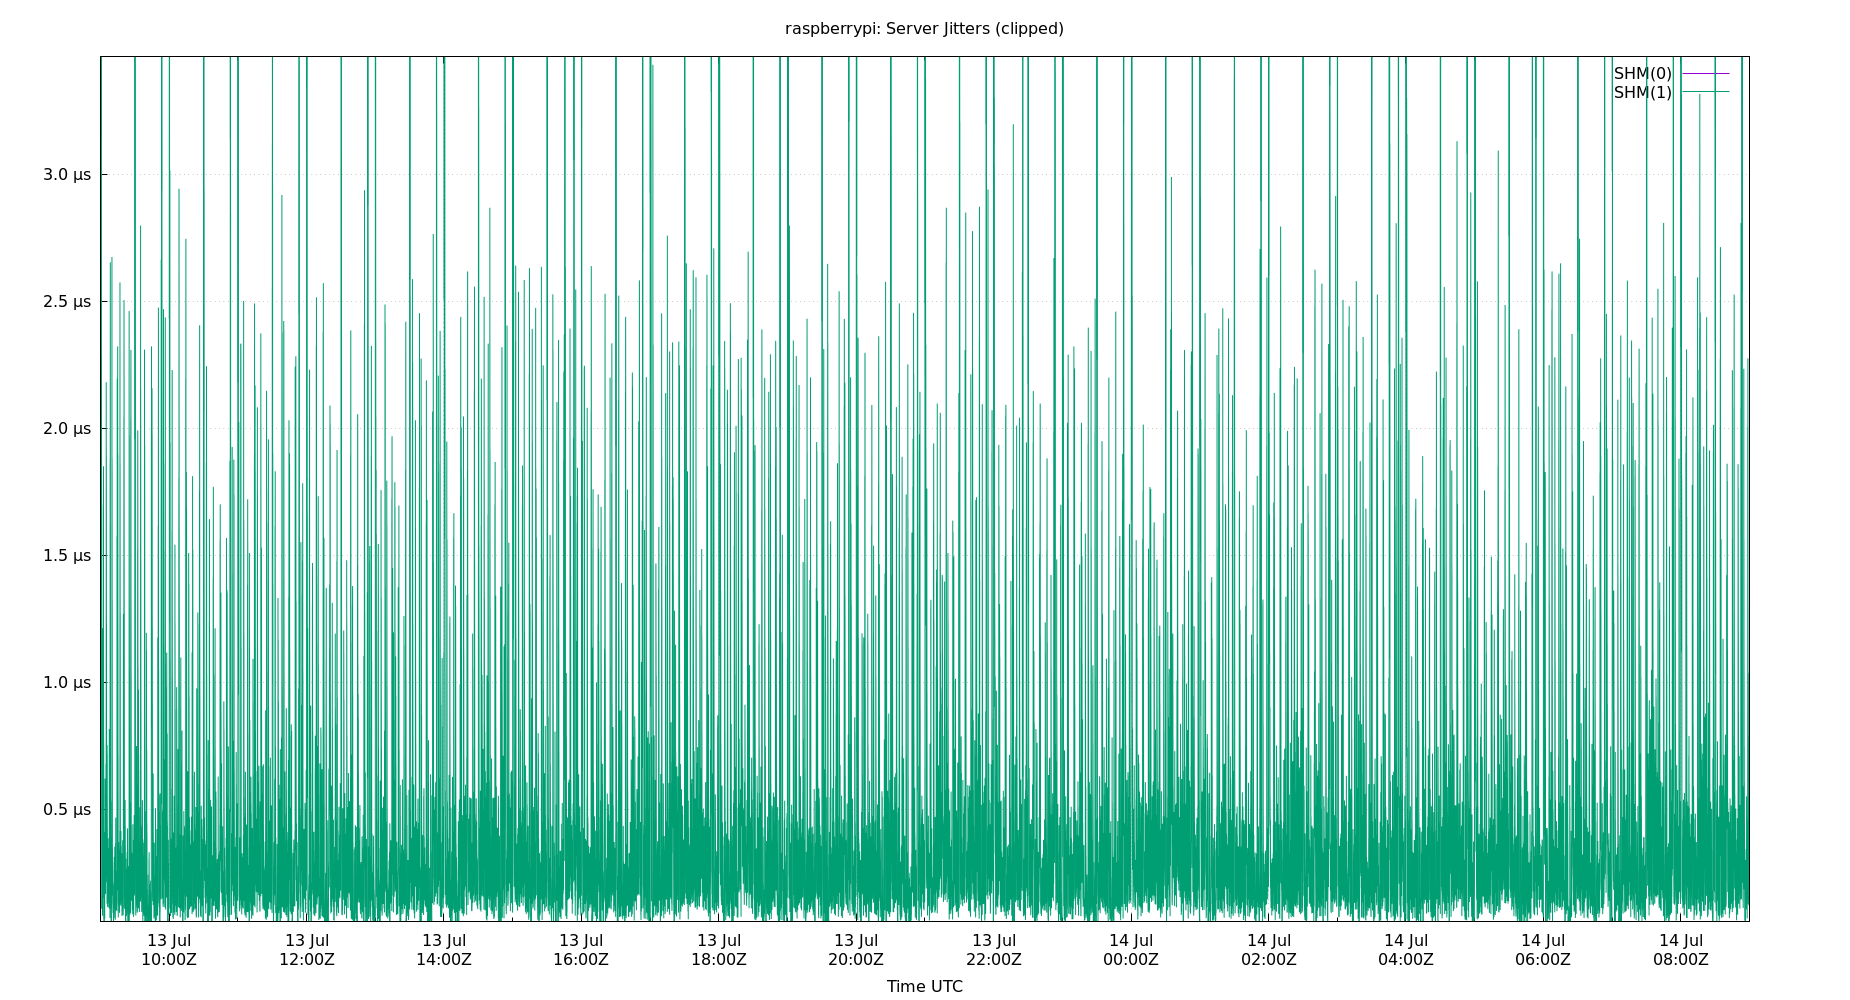 raspberrypi: Server Jitters (clipped)
SHM(0)
SHM(1)
3.0 µs
2.5 µs
2.0 µs
1.5 µs
1.0 µs
0.5 µs
13 Jul 13 Jul 13 Jul 13 Jul 13 Jul 13 Jul 13 Jul 14 Jul 14 Jul 14 Jul 14 Jul 14 Jul
10:00Z 12:00Z 14:00Z 16:00Z 18:00Z 20:00Z 22:00Z 00:00Z 02:00Z 04:00Z 06:00Z 08:00Z
Time UTC